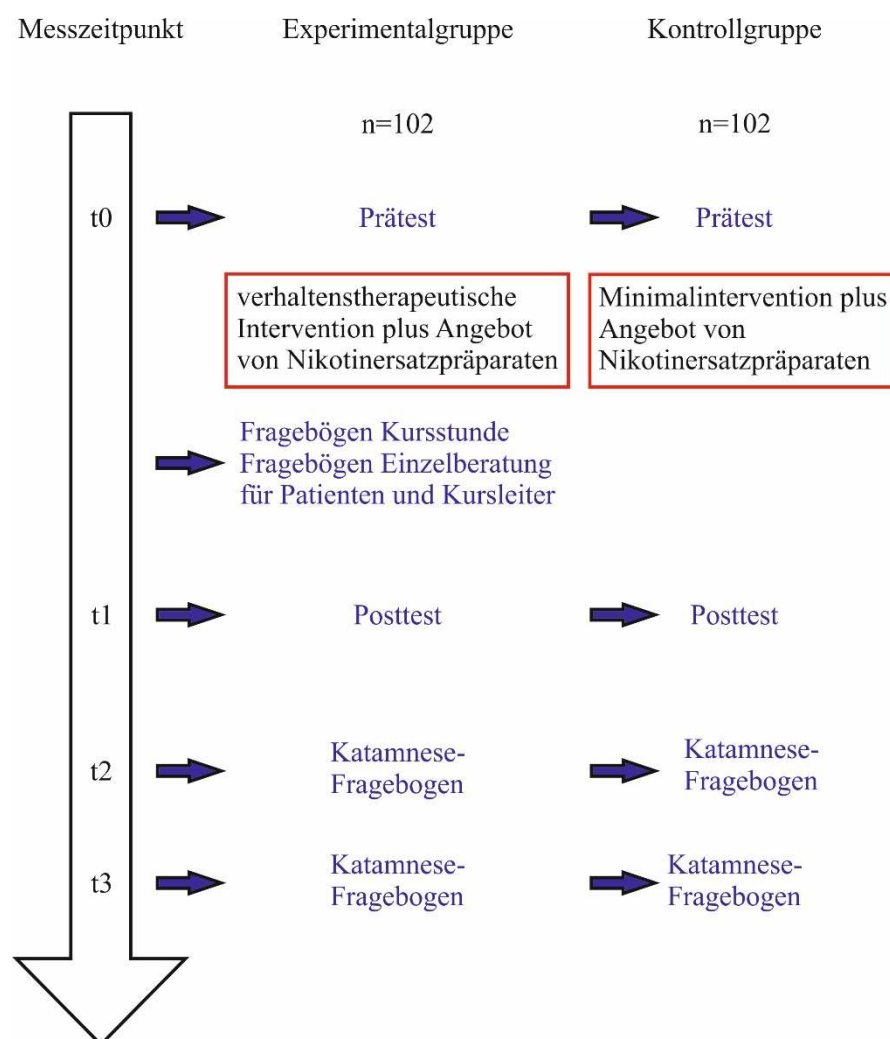 Messzeitpunkt Experimentalgruppe Kontrollgruppe
n=102 n=102
t0 Prätest Prätest
verhaltenstherapeutische
Intervention plus Angebot
von Nikotinersatzpräparaten
Minimalintervention plus
Angebot von
Nikotinersatzpräparaten
Fragebögen Kursstunde
Fragebögen Einzelberatung
für Patienten und Kursleiter
t1 Posttest Posttest
t2
Katamnese-
Fragebogen
Katamnese-
Fragebogen
t3
Katamnese-
Fragebogen
Katamnese-
Fragebogen